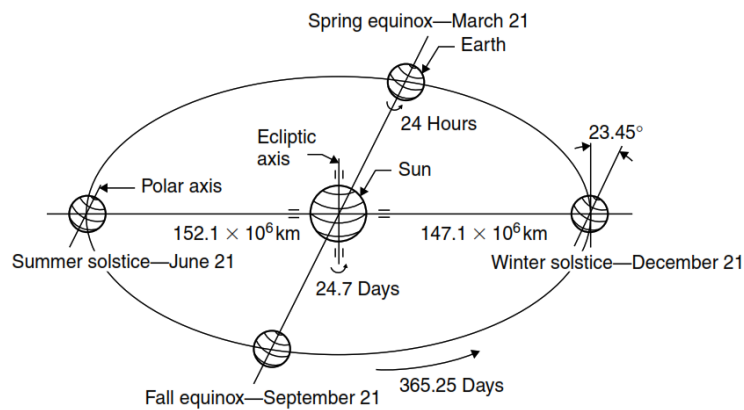 Spring equinox—March 21
Earth
24 Hours
23.45°
Ecliptic
axis
Sun
Polar axis
152.1 × 10⁶ km
147.1 × 10⁶ km
Summer solstice—June 21
Winter solstice—December 21
24.7 Days
365.25 Days
Fall equinox—September 21